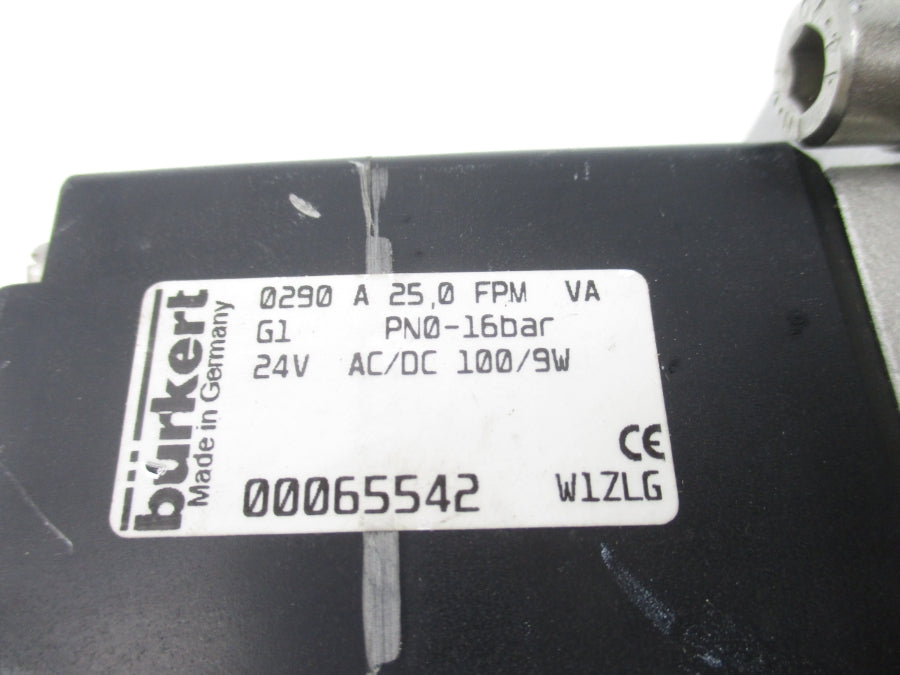 bürkert
Made in Germany
0290 A 25,0 FPM VA
G1 PN0-16bar
24V AC/DC 100/9W
CE
00065542 W1ZLG